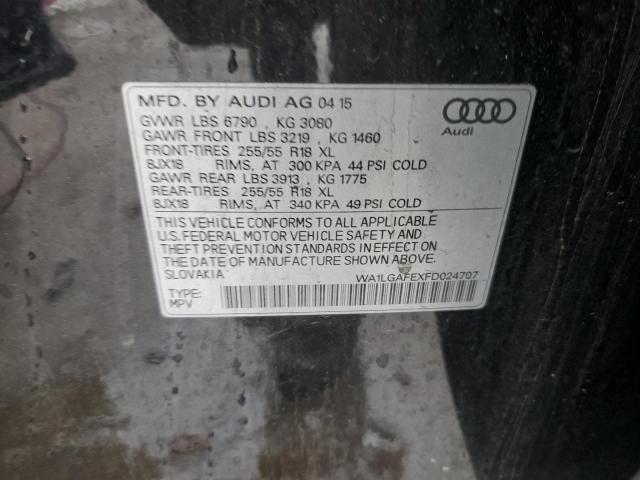 MFD. BY AUDI AG 04 15
GVWR LBS 6790 , KG 3080
GAWR FRONT LBS 3219 , KG 1460
FRONT-TIRES 255/55 R18 XL
8JX18 RIMS, AT 300 KPA 44 PSI COLD
GAWR REAR LBS 3913 , KG 1775
REAR-TIRES 255/55 R18 XL
8JX18 RIMS, AT 340 KPA 49 PSI COLD
Audi
THIS VEHICLE CONFORMS TO ALL APPLICABLE
U.S. FEDERAL MOTOR VEHICLE SAFETY AND
THEFT PREVENTION STANDARDS IN EFFECT ON
THE DATE OF MANUFACTURE SHOWN ABOVE.
SLOVAKIA
WA1LGAFEXFD024707
TYPE:
MPV